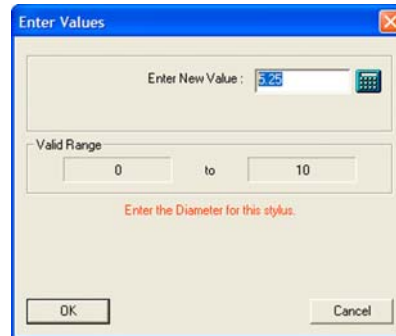 Enter Values
Enter New Value : 5.25
Valid Range
0 to 10
Enter the Diameter for this stylus.
OK Cancel